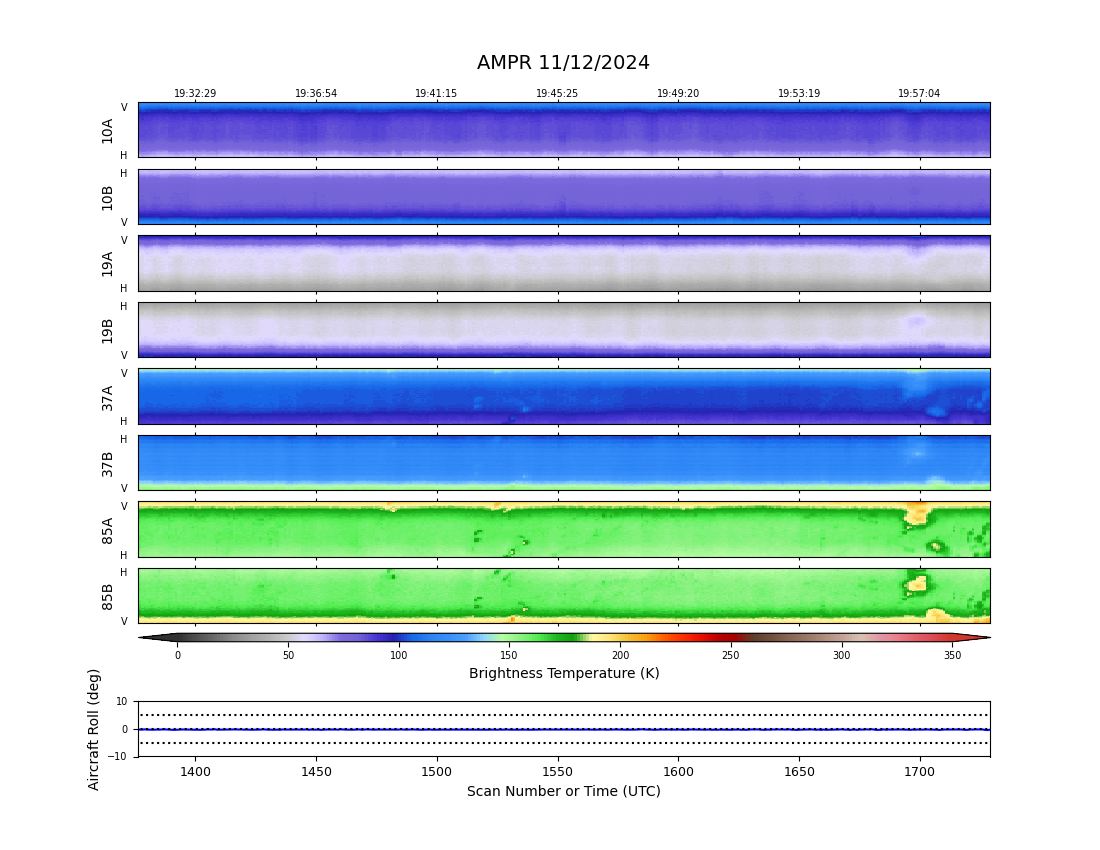 AMPR 11/12/2024
19:32:29 19:36:54 19:41:15 19:45:25 19:49:20 19:53:19 19:57:04
V
10A
H
H
10B
V
V
19A
H
H
19B
V
V
37A
H
H
37B
V
V
85A
H
H
85B
V
0 50 100 150 200 250 300 350
Brightness Temperature (K)
Aircraft Roll (deg)
10
0
−10
1400 1450 1500 1550 1600 1650 1700
Scan Number or Time (UTC)